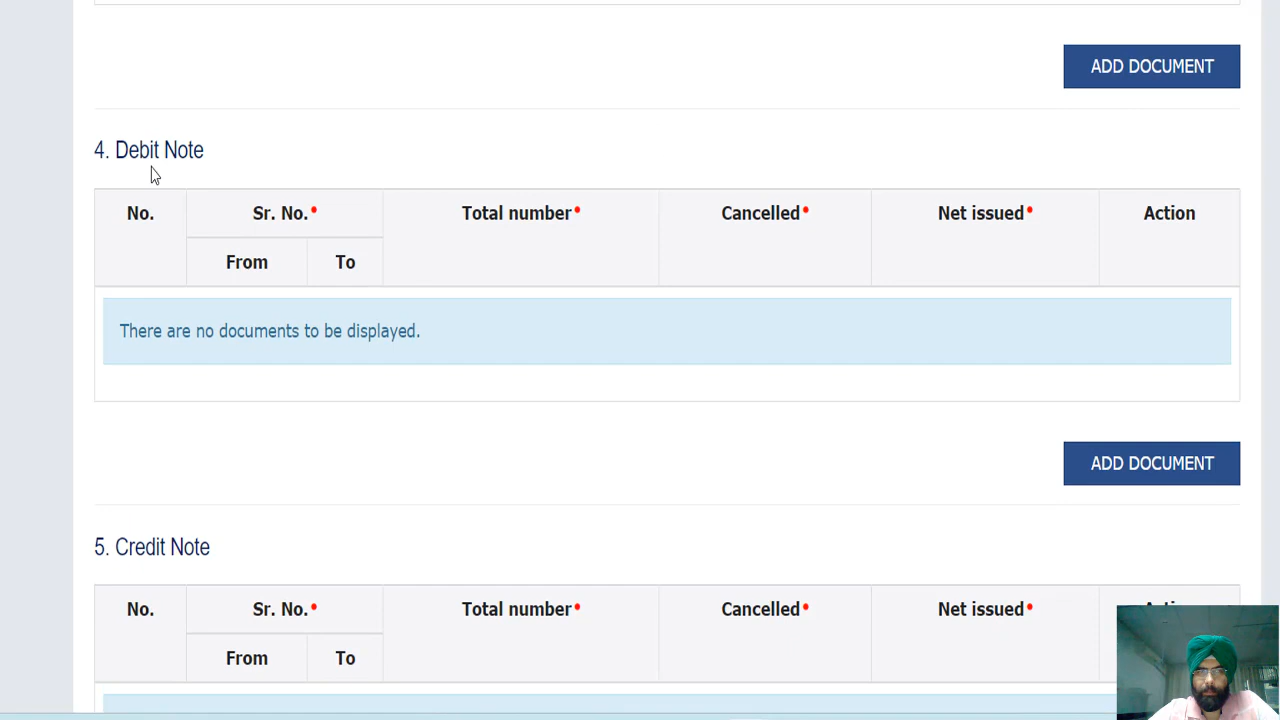 ADD DOCUMENT
4. Debit Note
No. Sr. No.• Total number• Cancelled• Net issued• Action
From To
There are no documents to be displayed.
ADD DOCUMENT
5. Credit Note
No. Sr. No.• Total number• Cancelled• Net issued•
From To